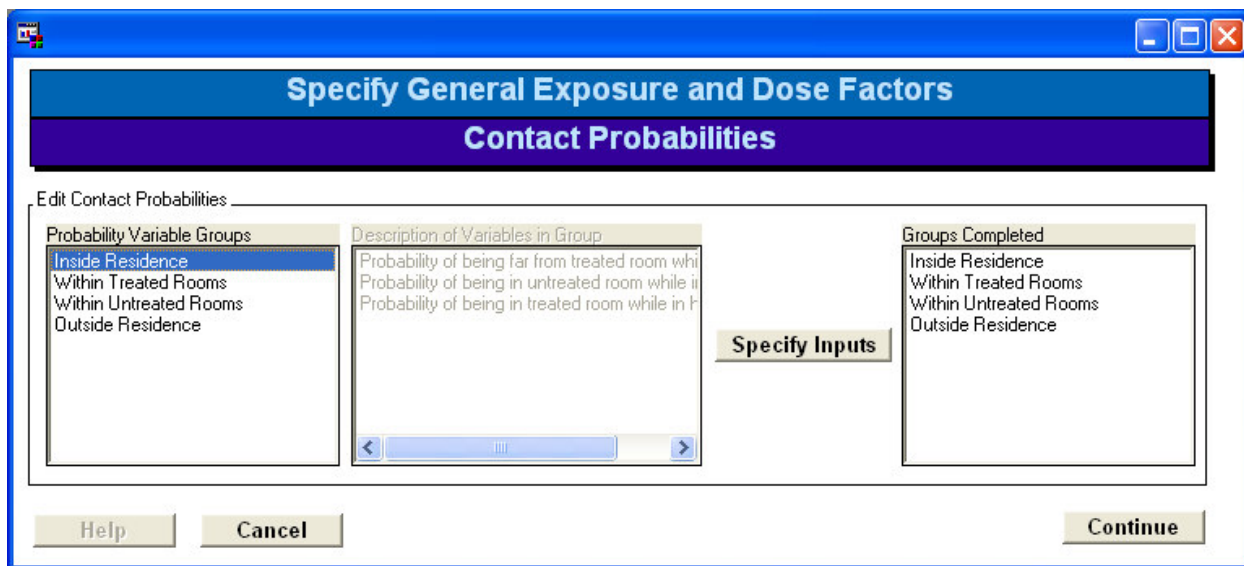 Specify General Exposure and Dose Factors
Contact Probabilities
Edit Contact Probabilities
Probability Variable Groups
Inside Residence
Within Treated Rooms
Within Untreated Rooms
Outside Residence
Description of Variables in Group
Probability of being far from treated room whi
Probability of being in untreated room while i
Probability of being in treated room while in h
Specify Inputs
Groups Completed
Inside Residence
Within Treated Rooms
Within Untreated Rooms
Outside Residence
Help
Cancel
Continue